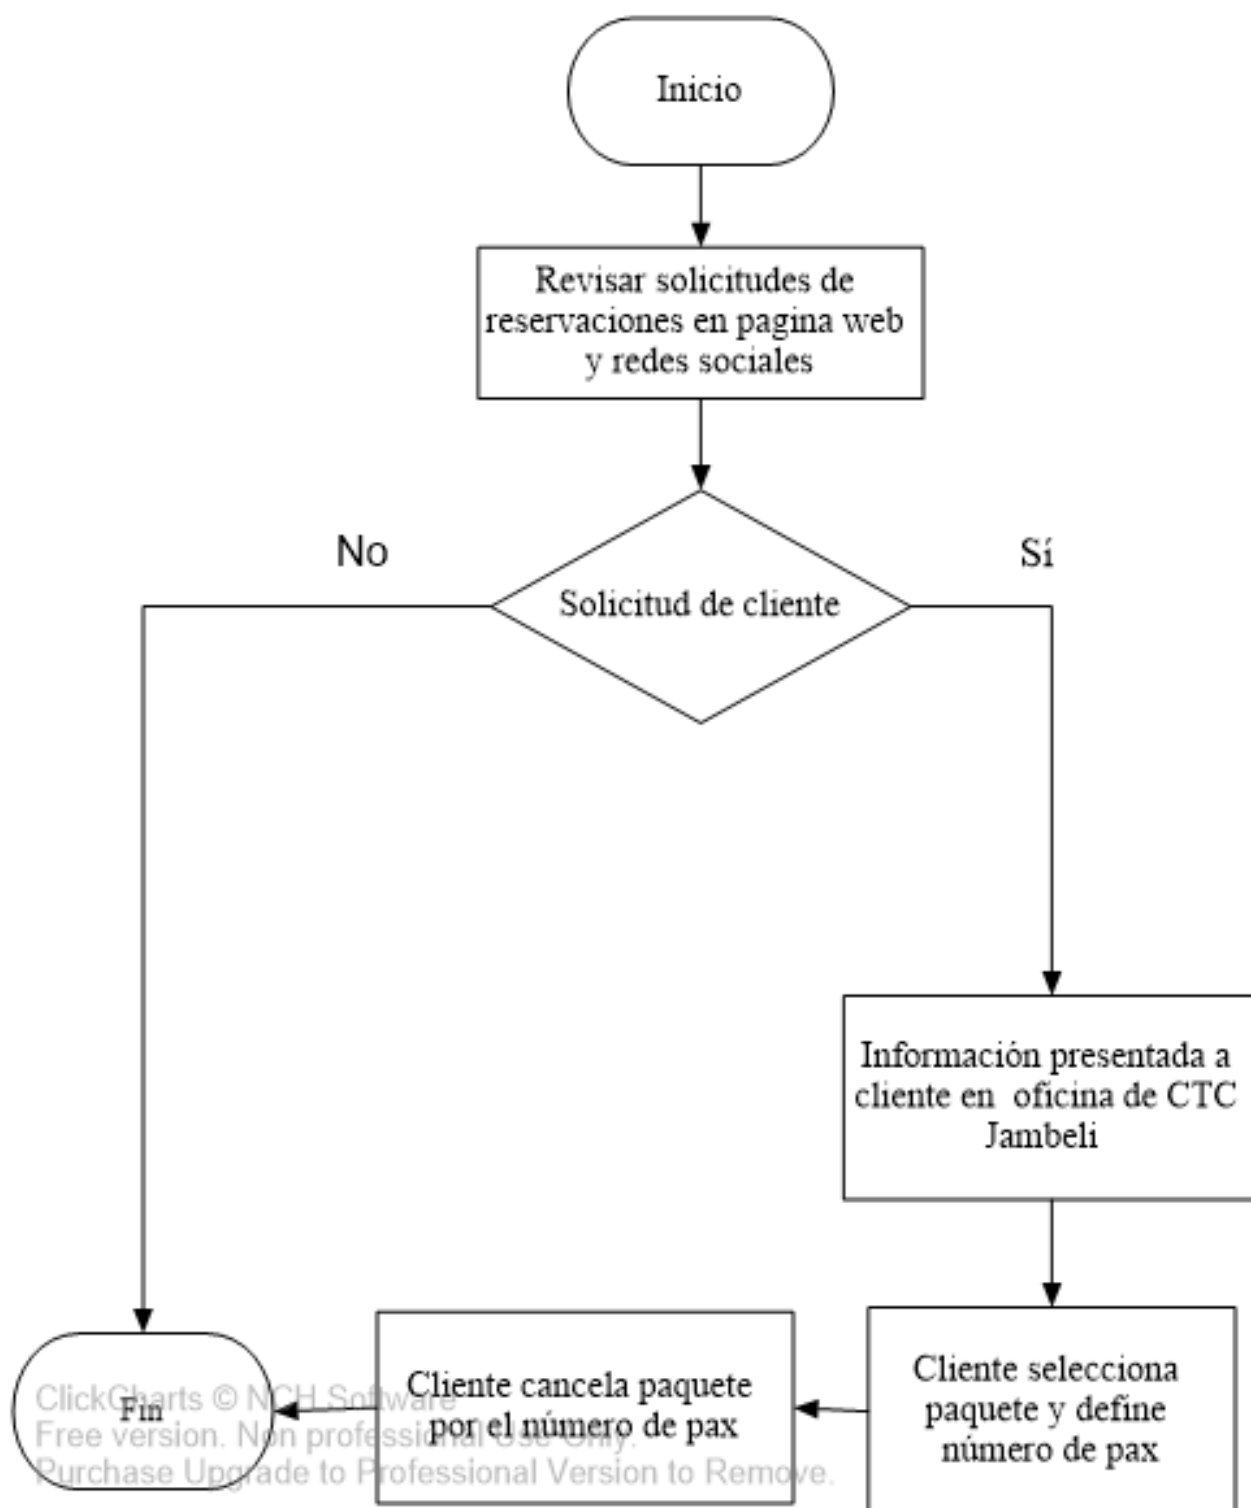 Inicio
Revisar solicitudes de
reservaciones en pagina web
y redes sociales
No
Sí
Solicitud de cliente
Información presentada a
cliente en oficina de CTC
Jambeli
Cliente selecciona
paquete y define
número de pax
Cliente cancela paquete
por el número de pax
Fin
ClickCharts © NCH Software
Free version. Non professional Use Only.
Purchase Upgrade to Professional Version to Remove.